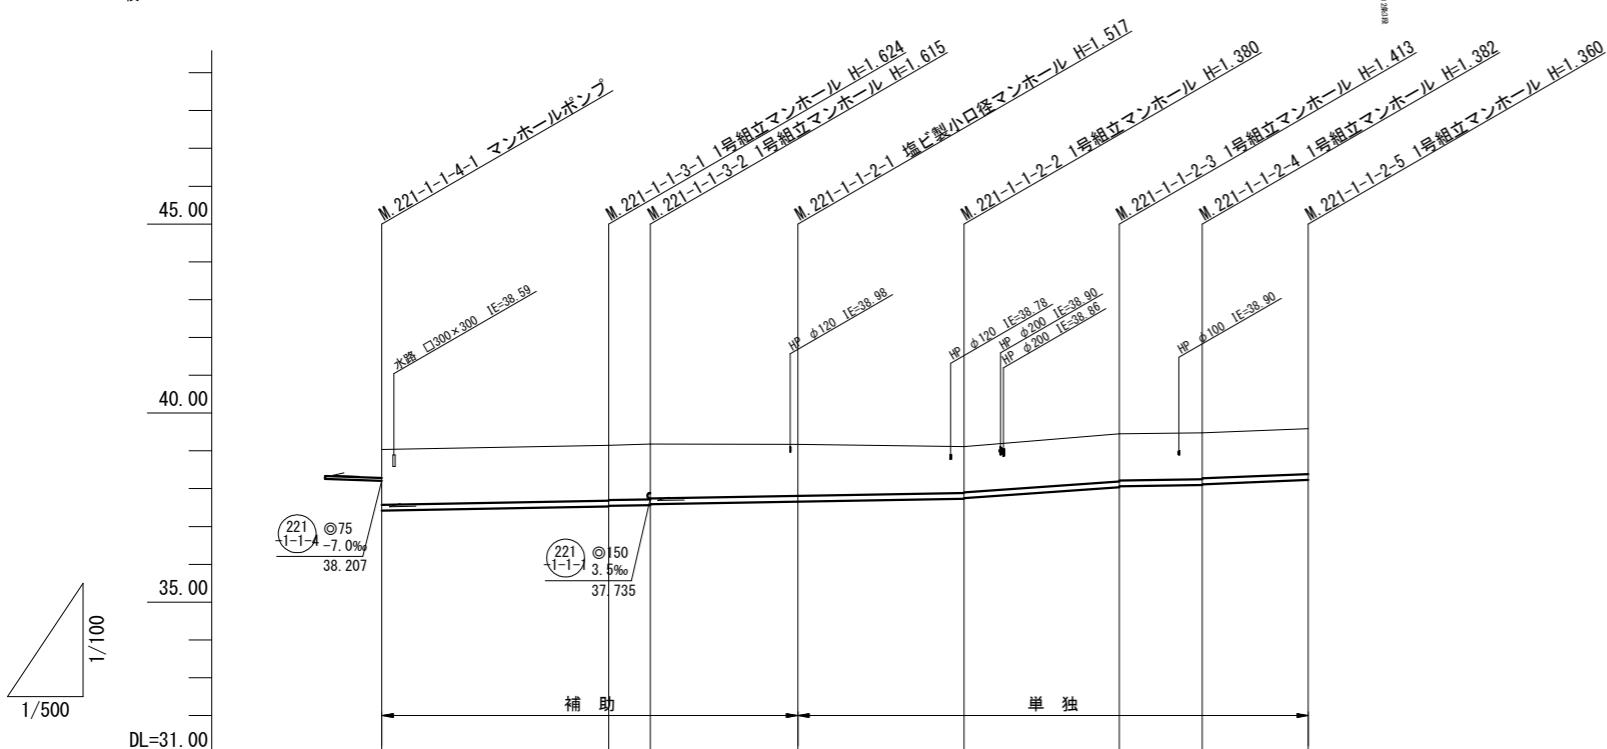 M.221-1-1-4-1 マンホールポンプ
M.221-1-1-3-1 1号組立マンホール H=1.624
M.221-1-1-3-2 1号組立マンホール H=1.615
M.221-1-1-2-1 塩ビ製小口径マンホール H=1.517
M.221-1-1-2-2 1号組立マンホール H=1.380
M.221-1-1-2-3 1号組立マンホール H=1.413
M.221-1-1-2-4 1号組立マンホール H=1.382
M.221-1-1-2-5 1号組立マンホール H=1.360
45.00
水路 □300×300 IE=38.59
HP φ120 IE=38.98
HP φ120 IE=38.78
HP φ200 IE=38.90
HP φ200 IE=38.86
HP φ100 IE=38.90
40.00
221
-1-1-4
◎75
-7.0‰
38.207
221
-1-1-1
◎150
3.5‰
37.735
35.00
1/100
1/500
補 助
単 独
DL=31.00